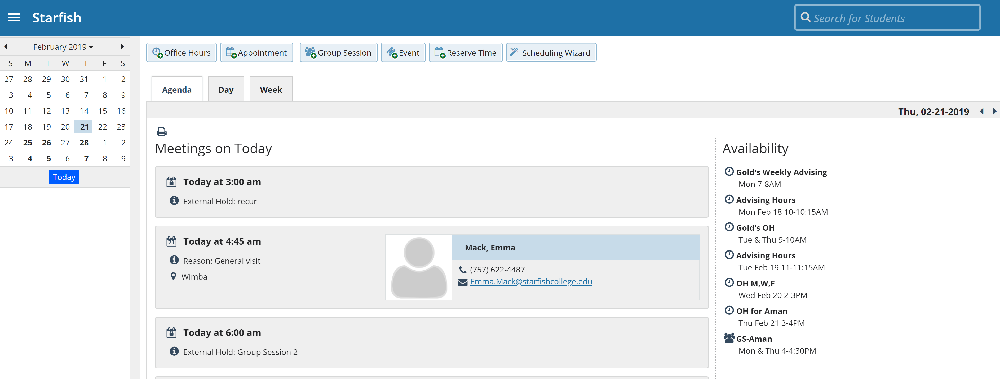 Starfish
Search for Students
February 2019
S M T W T F S
27 28 29 30 31 1 2
3 4 5 6 7 8 9
10 11 12 13 14 15 16
17 18 19 20 21 22 23
24 25 26 27 28 1 2
3 4 5 6 7 8 9
Today
Office Hours Appointment Group Session Event Reserve Time Scheduling Wizard
Agenda Day Week
Thu, 02-21-2019
Meetings on Today
Today at 3:00 am
External Hold: recur
21 Today at 4:45 am
Reason: General visit
Wimba
Mack, Emma
(757) 622-4487
Emma.Mack@starfishcollege.edu
Today at 6:00 am
External Hold: Group Session 2
Availability
Gold's Weekly Advising
Mon 7-8AM
Advising Hours
Mon Feb 18 10-10:15AM
Gold's OH
Tue & Thu 9-10AM
Advising Hours
Tue Feb 19 11-11:15AM
OH M,W,F
Wed Feb 20 2-3PM
OH for Aman
Thu Feb 21 3-4PM
GS-Aman
Mon & Thu 4-4:30PM